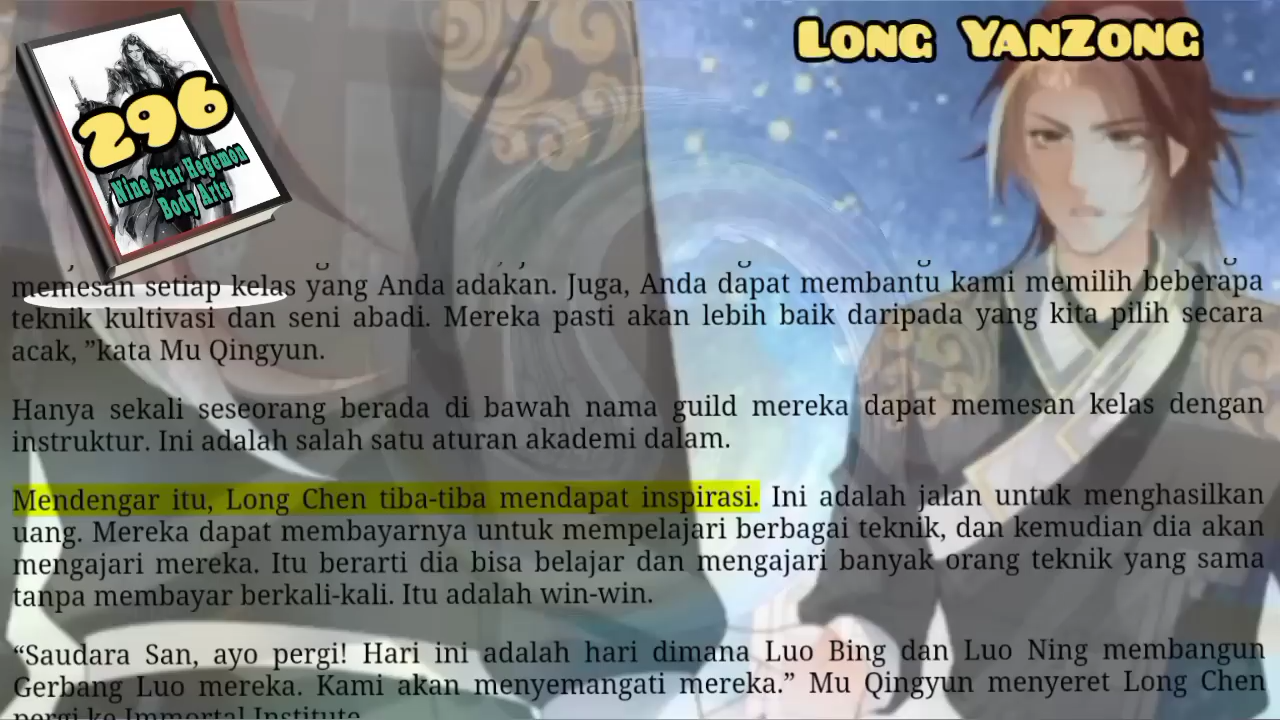 LONG YANZONG
296
Nine Star Hegemon
Body Arts
memesan setiap kelas yang Anda adakan. Juga, Anda dapat membantu kami memilih beberapa
teknik kultivasi dan seni abadi. Mereka pasti akan lebih baik daripada yang kita pilih secara
acak, ”kata Mu Qingyun.
Hanya sekali seseorang berada di bawah nama guild mereka dapat memesan kelas dengan
instruktur. Ini adalah salah satu aturan akademi dalam.
Mendengar itu, Long Chen tiba-tiba mendapat inspirasi. Ini adalah jalan untuk menghasilkan
uang. Mereka dapat membayarnya untuk mempelajari berbagai teknik, dan kemudian dia akan
mengajari mereka. Itu berarti dia bisa belajar dan mengajari banyak orang teknik yang sama
tanpa membayar berkali-kali. Itu adalah win-win.
“Saudara San, ayo pergi! Hari ini adalah hari dimana Luo Bing dan Luo Ning membangun
Gerbang Luo mereka. Kami akan menyemangati mereka.” Mu Qingyun menyeret Long Chen
pergi ke Immortal Institute.